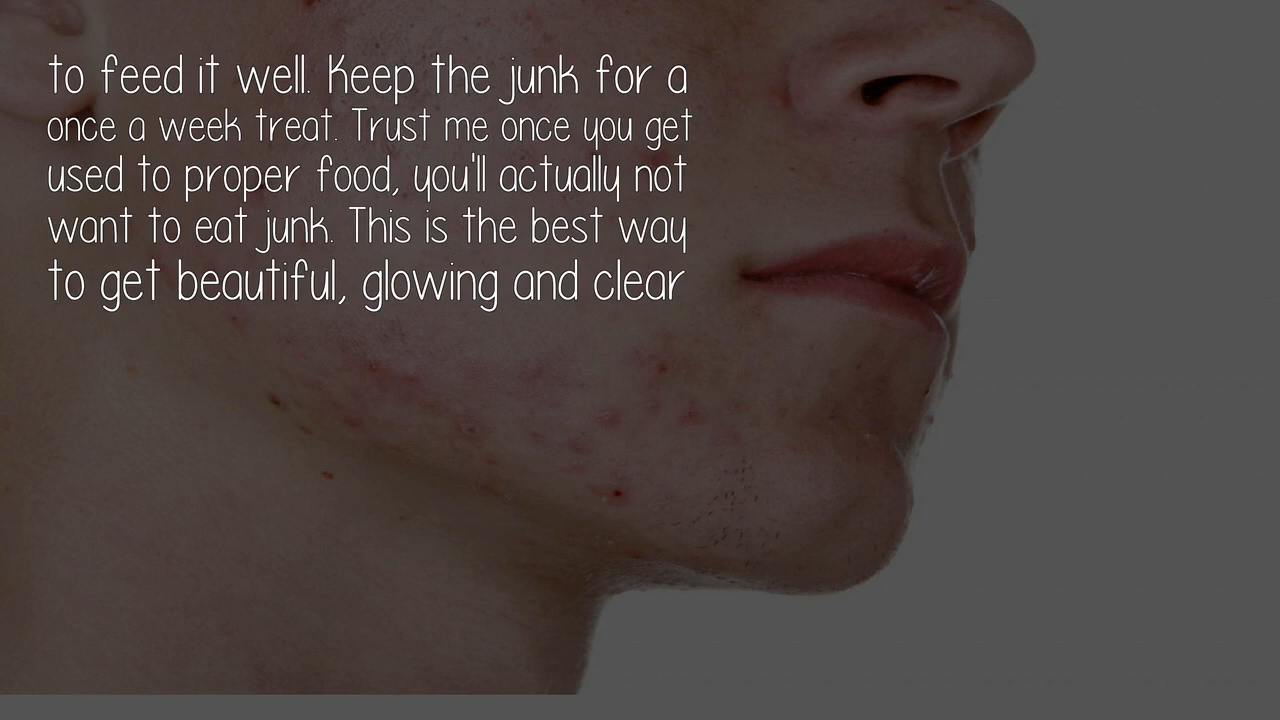 to feed it well. Keep the junk for a
once a week treat. Trust me once you get
used to proper food, you'll actually not
want to eat junk. This is the best way
to get beautiful, glowing and clear